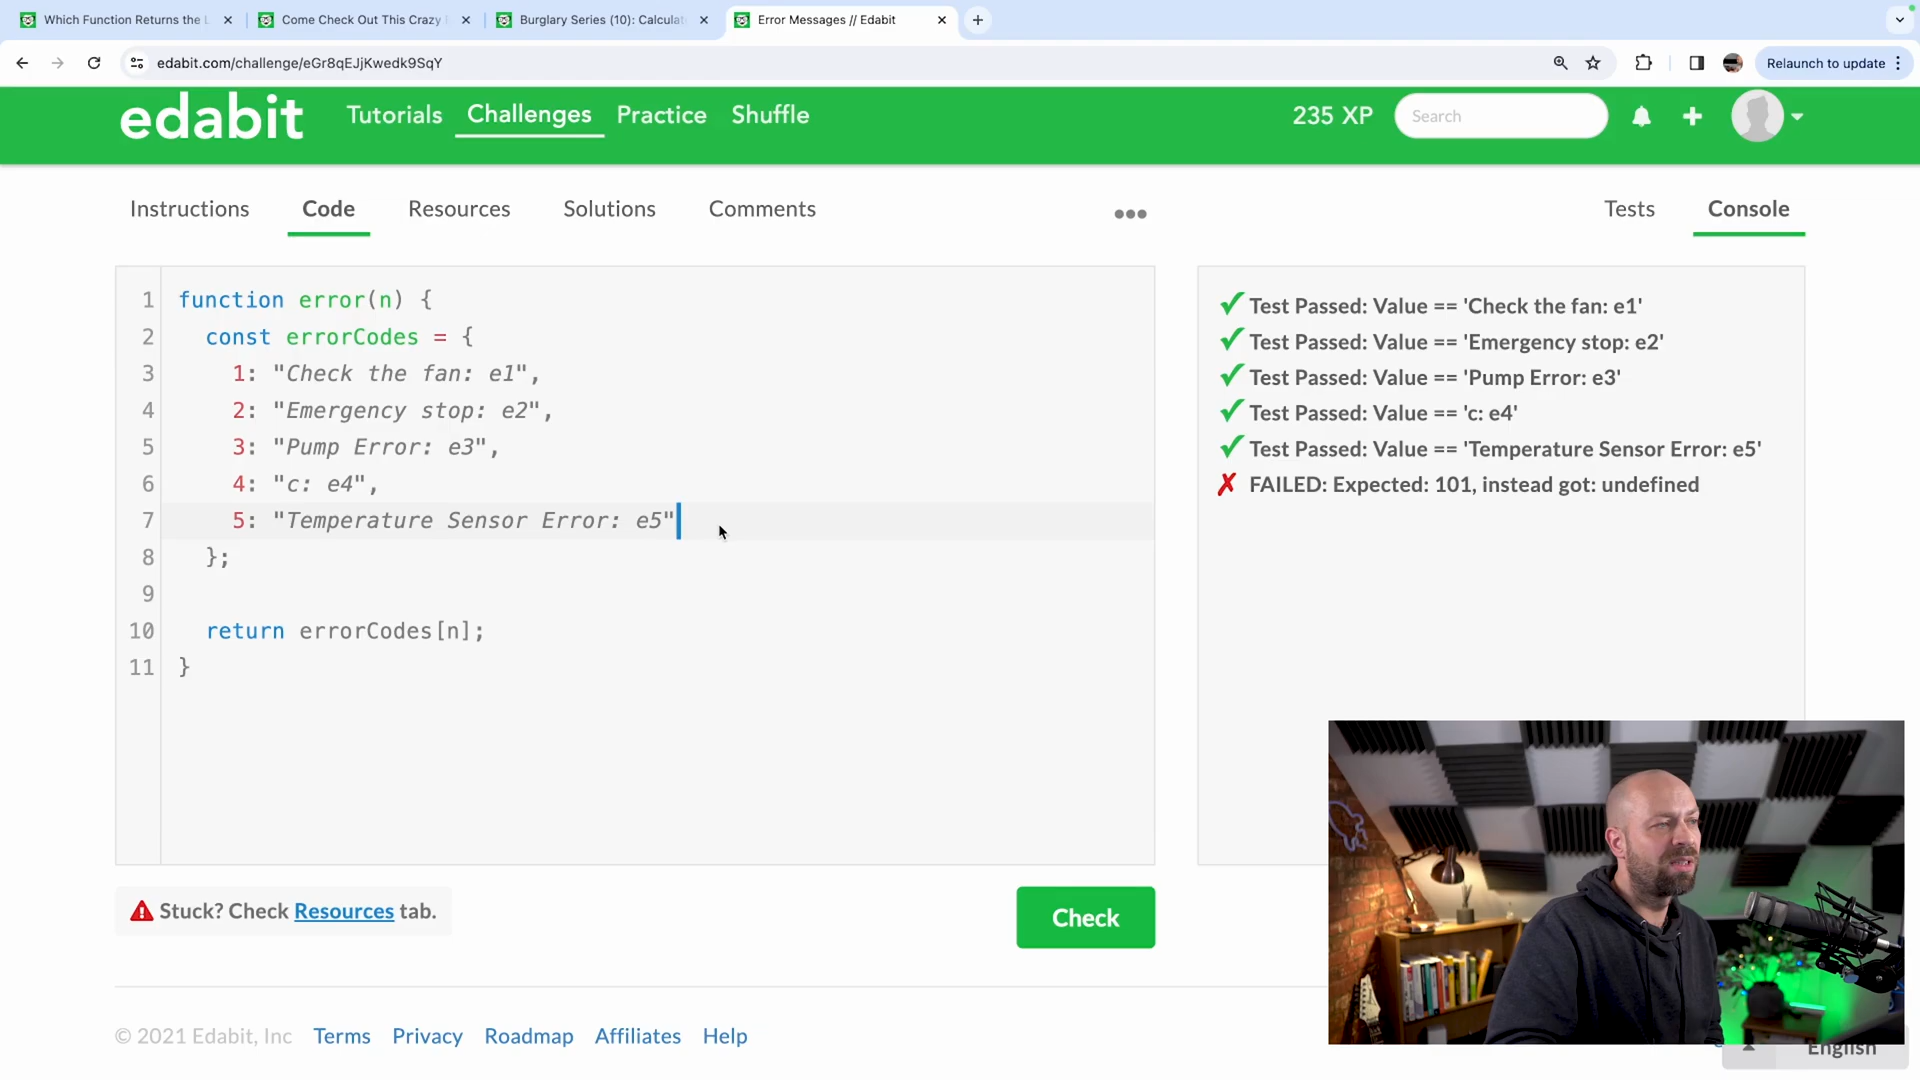 Which Function Returns the L
Come Check Out This Crazy
Burglary Series (10): Calculat
Error Messages // Edabit
edabit.com/challenge/eGr8qEJjKwedk9SqY
Relaunch to update
edabit
Tutorials
Challenges
Practice
Shuffle
235 XP
Search
Instructions
Code
Resources
Solutions
Comments
Tests
Console
1 function error(n) {
2 const errorCodes = {
3 1: "Check the fan: e1",
4 2: "Emergency stop: e2",
5 3: "Pump Error: e3",
6 4: "c: e4",
7 5: "Temperature Sensor Error: e5"
8 };
9
10 return errorCodes[n];
11 }
Test Passed: Value == 'Check the fan: e1'
Test Passed: Value == 'Emergency stop: e2'
Test Passed: Value == 'Pump Error: e3'
Test Passed: Value == 'c: e4'
Test Passed: Value == 'Temperature Sensor Error: e5'
FAILED: Expected: 101, instead got: undefined
Stuck? Check Resources tab.
Check
© 2021 Edabit, Inc
Terms
Privacy
Roadmap
Affiliates
Help
English